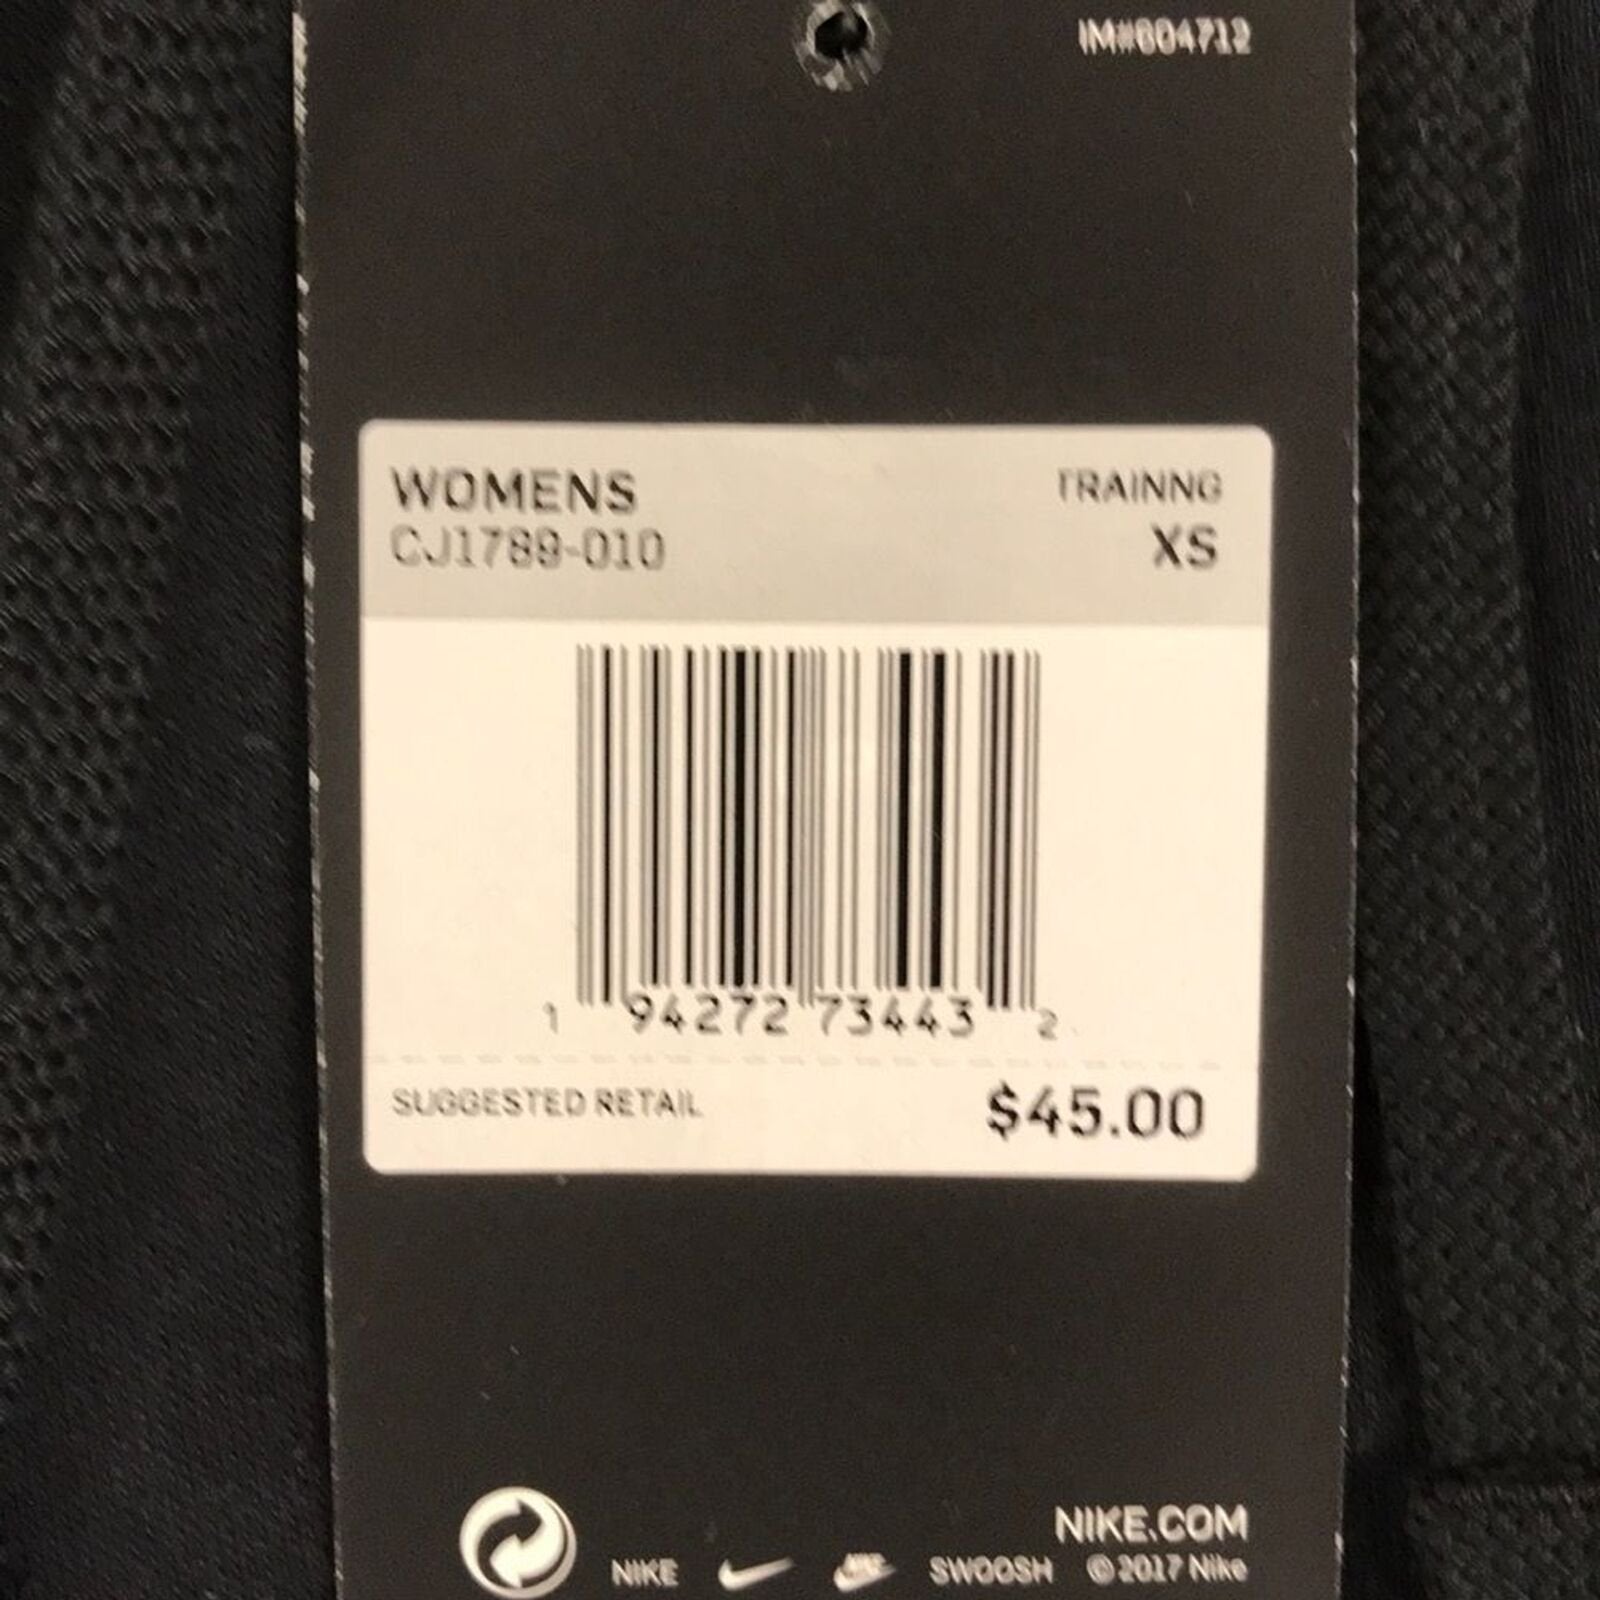 IM#604712
WOMENS TRAINNG
CJ1789-010 XS
1 94272 73443 2
SUGGESTED RETAIL $45.00
NIKE.COM
NIKE SWOOSH ©2017 Nike